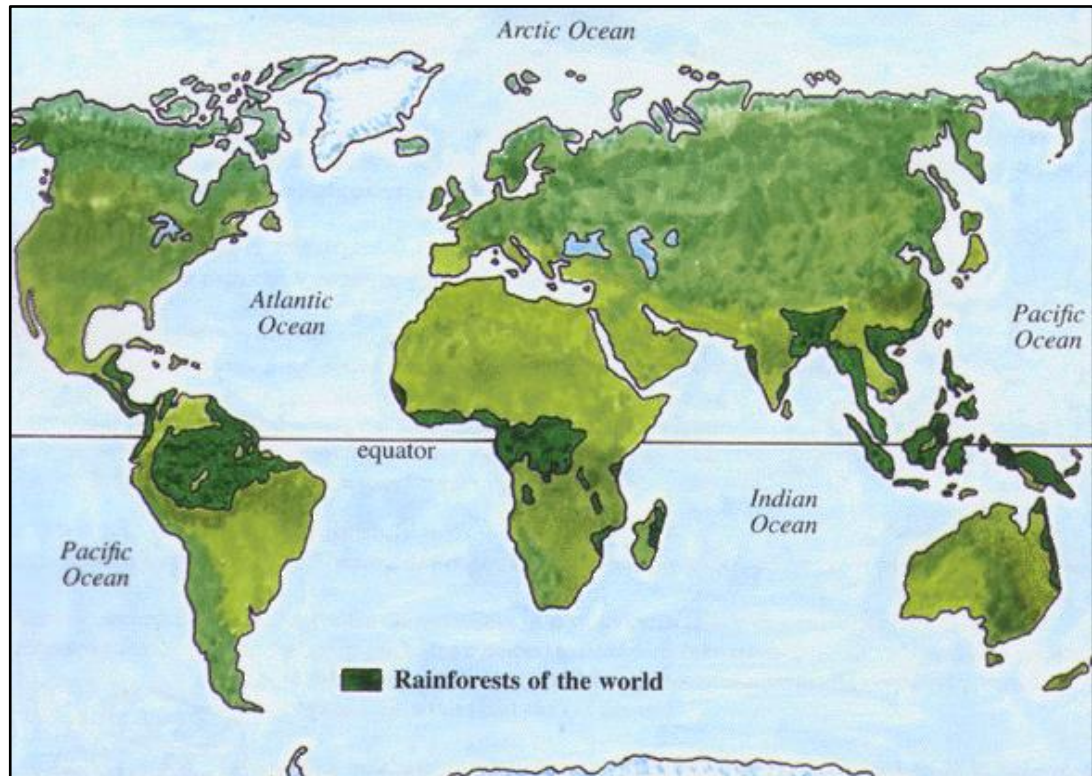 Arctic Ocean
Atlantic
Ocean
Pacific
Ocean
equator
Indian
Ocean
Pacific
Ocean
Rainforests of the world